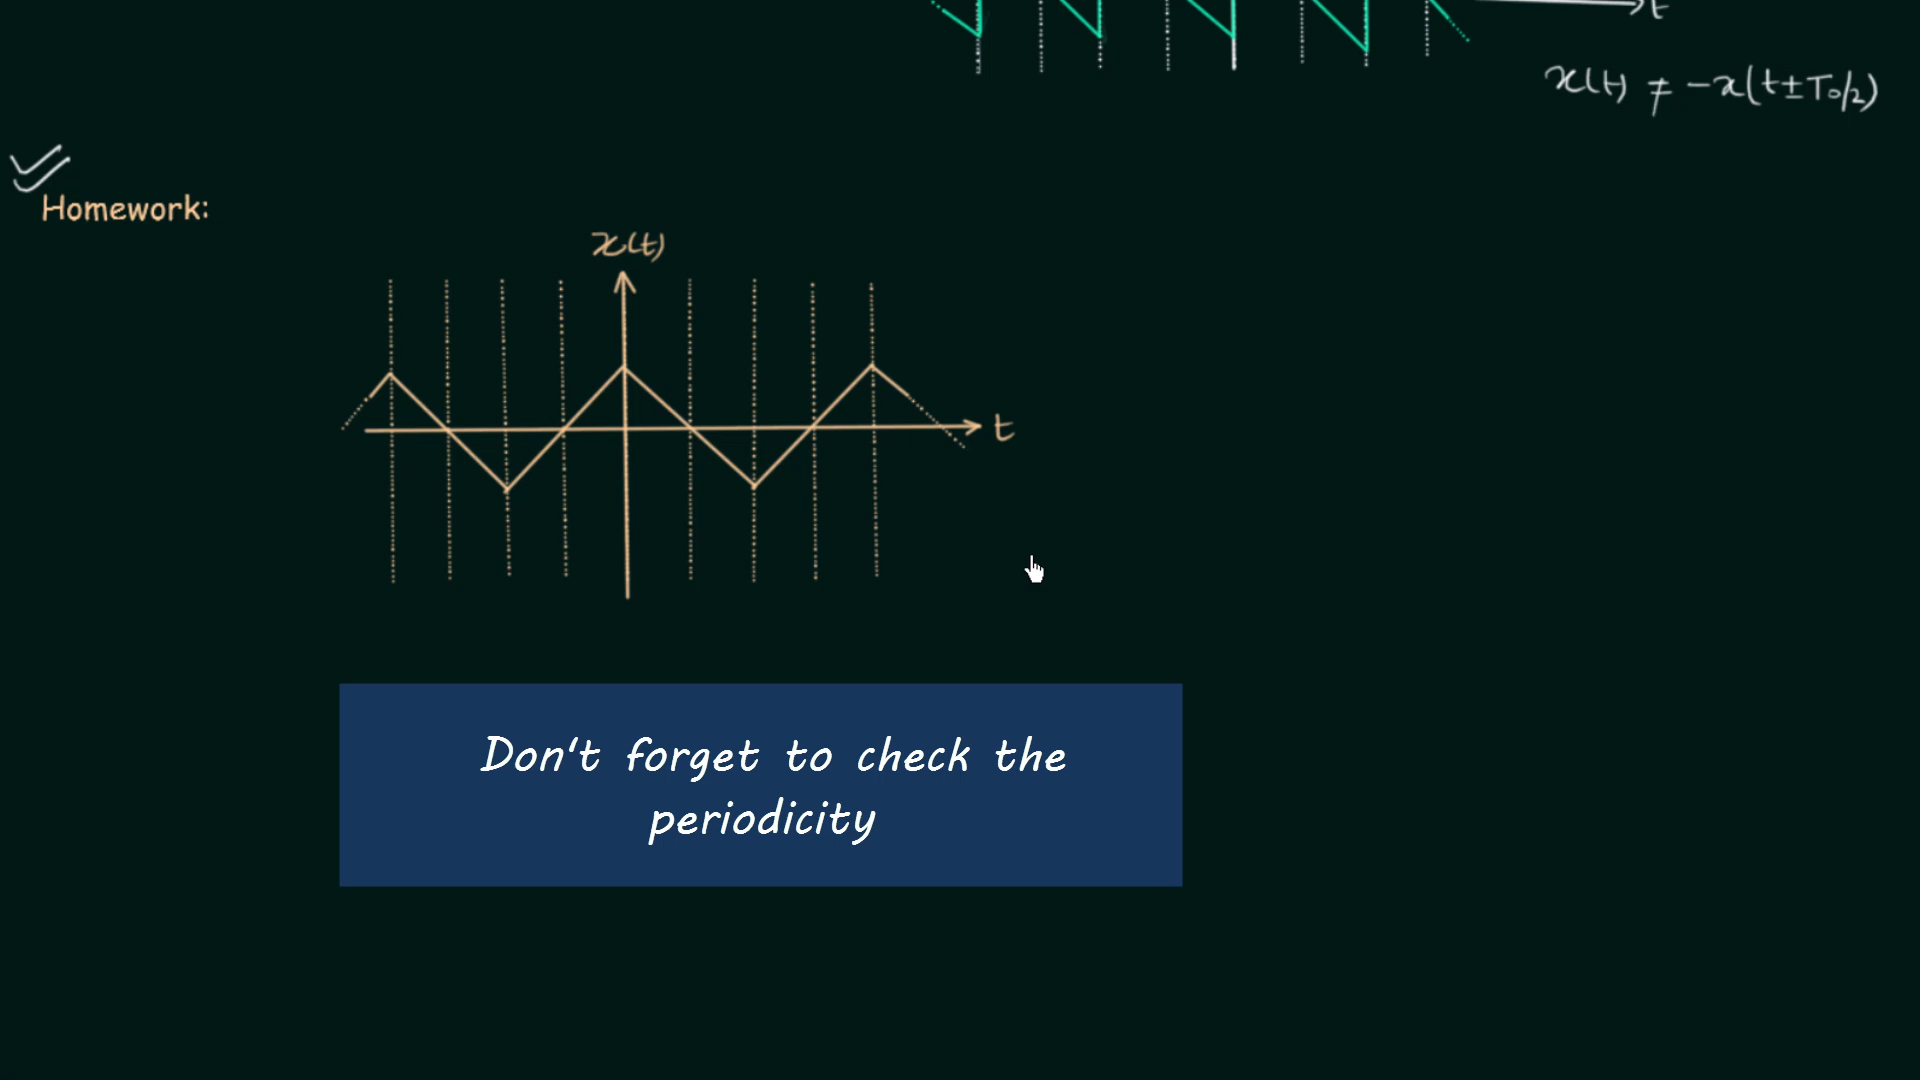 t
x(t) ≠ -x(t±T₀/2)
Homework:
x(t)
t
Don't forget to check the
periodicity